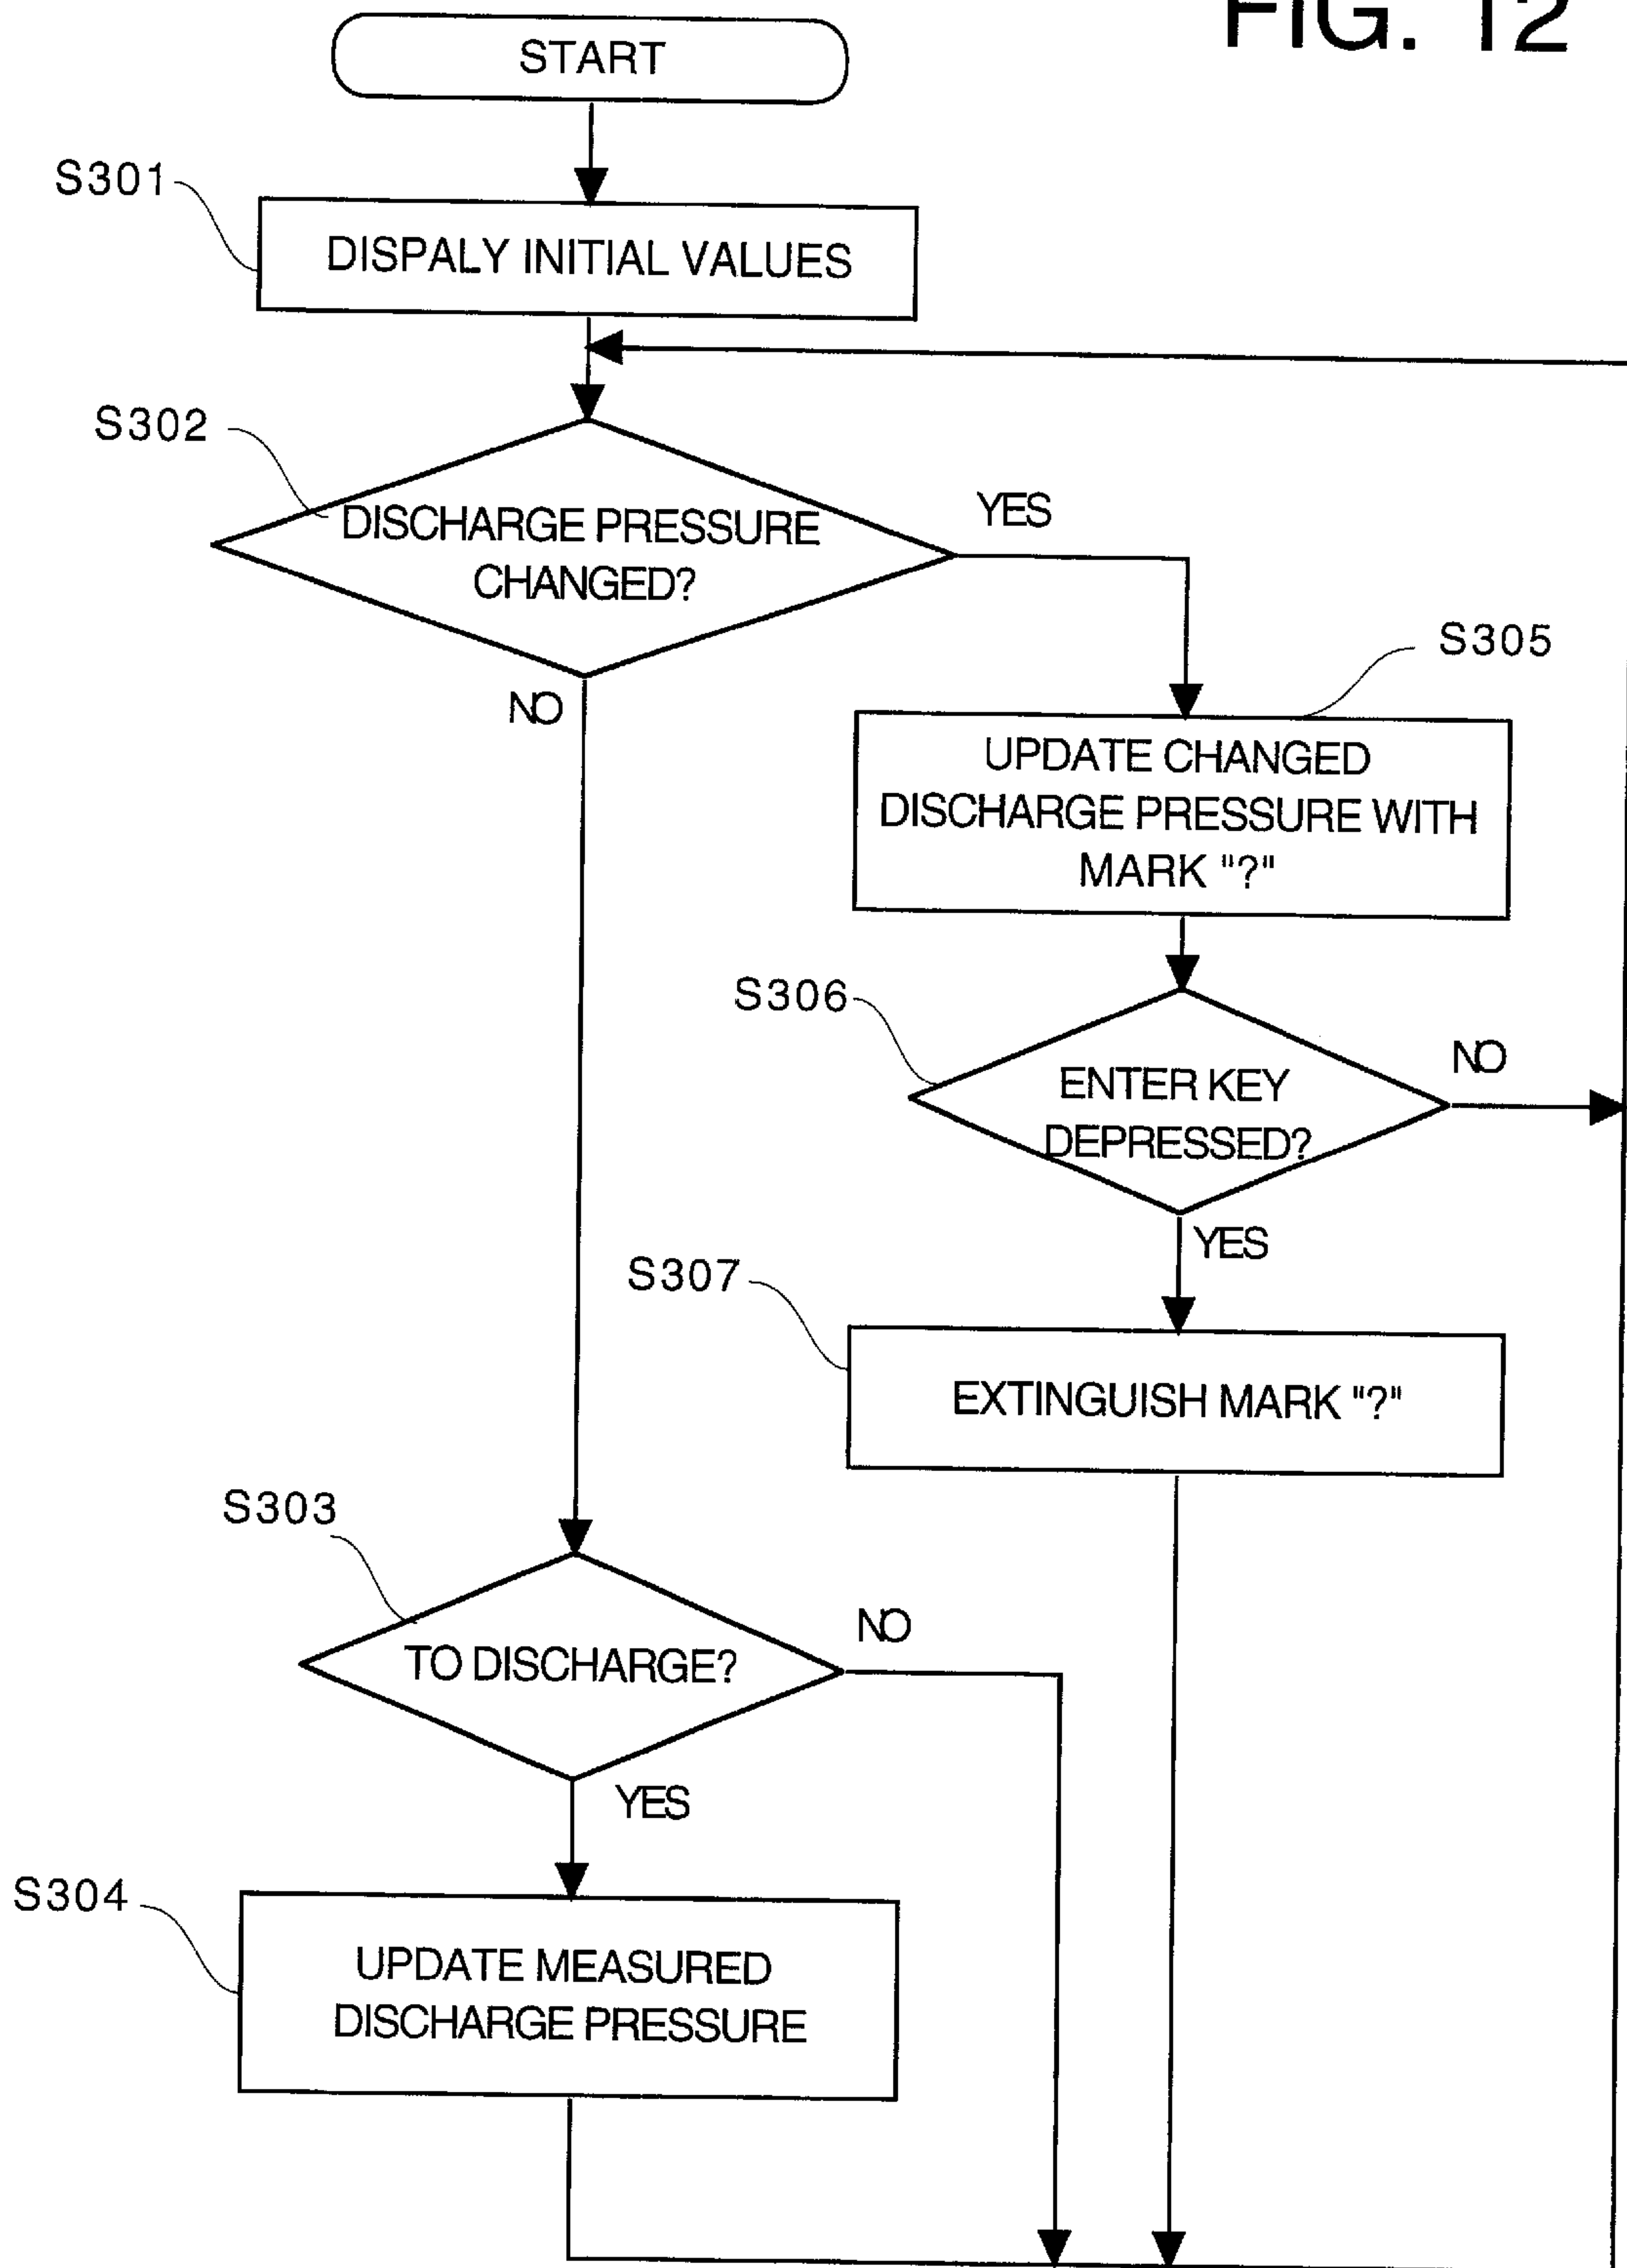 FIG. 12
START
S301
DISPALY INITIAL VALUES
S302
DISCHARGE PRESSURE
CHANGED?
YES
NO
S305
UPDATE CHANGED
DISCHARGE PRESSURE WITH
MARK "?"
S306
ENTER KEY
DEPRESSED?
NO
YES
S307
EXTINGUISH MARK "?"
S303
TO DISCHARGE?
NO
YES
S304
UPDATE MEASURED
DISCHARGE PRESSURE